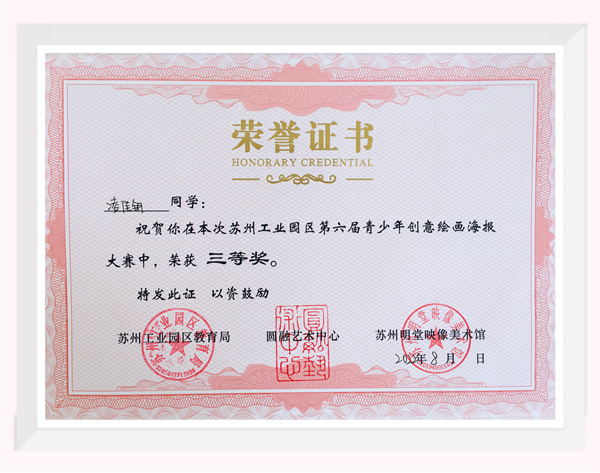 荣誉证书
HONORARY CREDENTIAL
同学：
祝贺你在本次苏州工业园区第六届青少年创意绘画海报
大赛中，荣获 三等奖。
特发此证 以资鼓励
苏州工业园区教育局 圆融艺术中心 苏州明堂映像美术馆
年8月 日